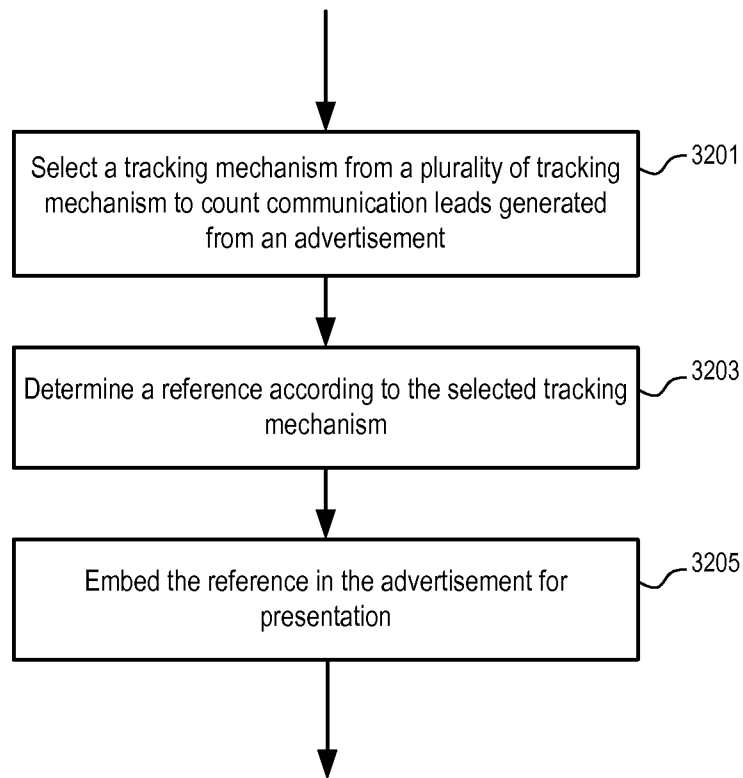 Select a tracking mechanism from a plurality of tracking
mechanism to count communication leads generated
from an advertisement
3201
Determine a reference according to the selected tracking
mechanism
3203
Embed the reference in the advertisement for
presentation
3205